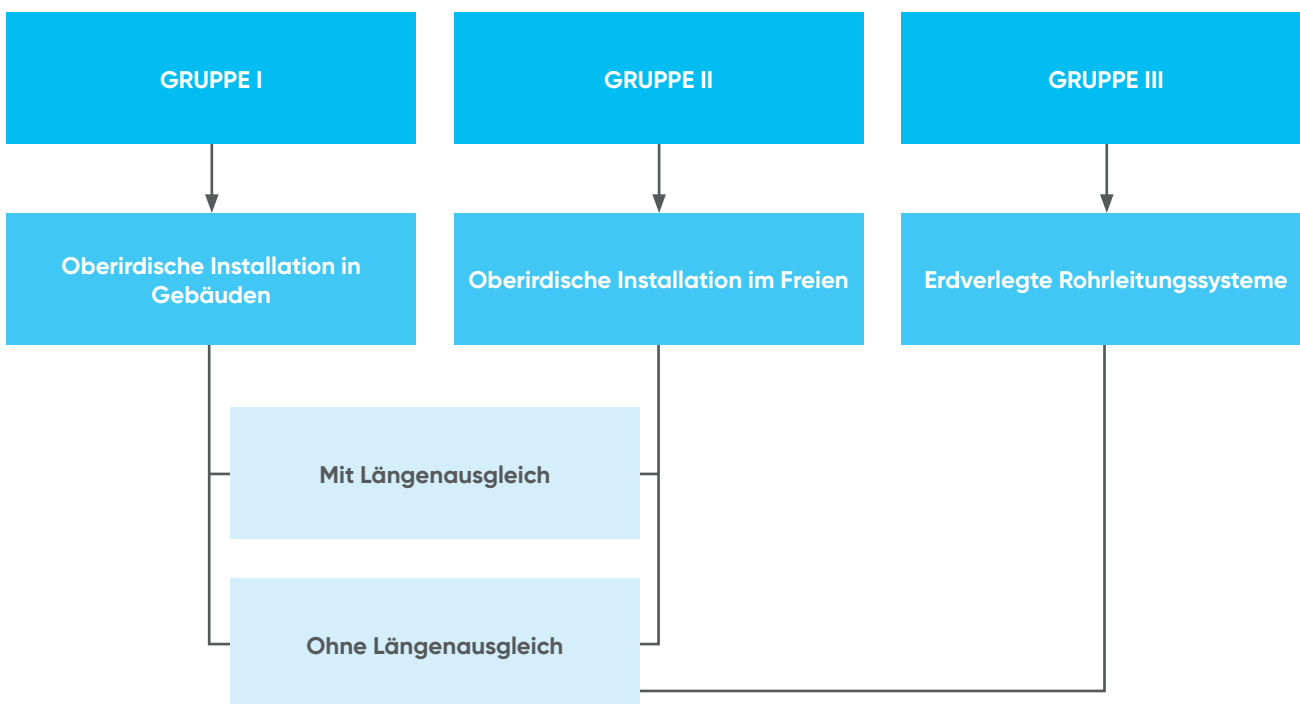 GRUPPE I
GRUPPE II
GRUPPE III
Oberirdische Installation in
Gebäuden
Oberirdische Installation im Freien
Erdverlegte Rohrleitungssysteme
Mit Längenausgleich
Ohne Längenausgleich